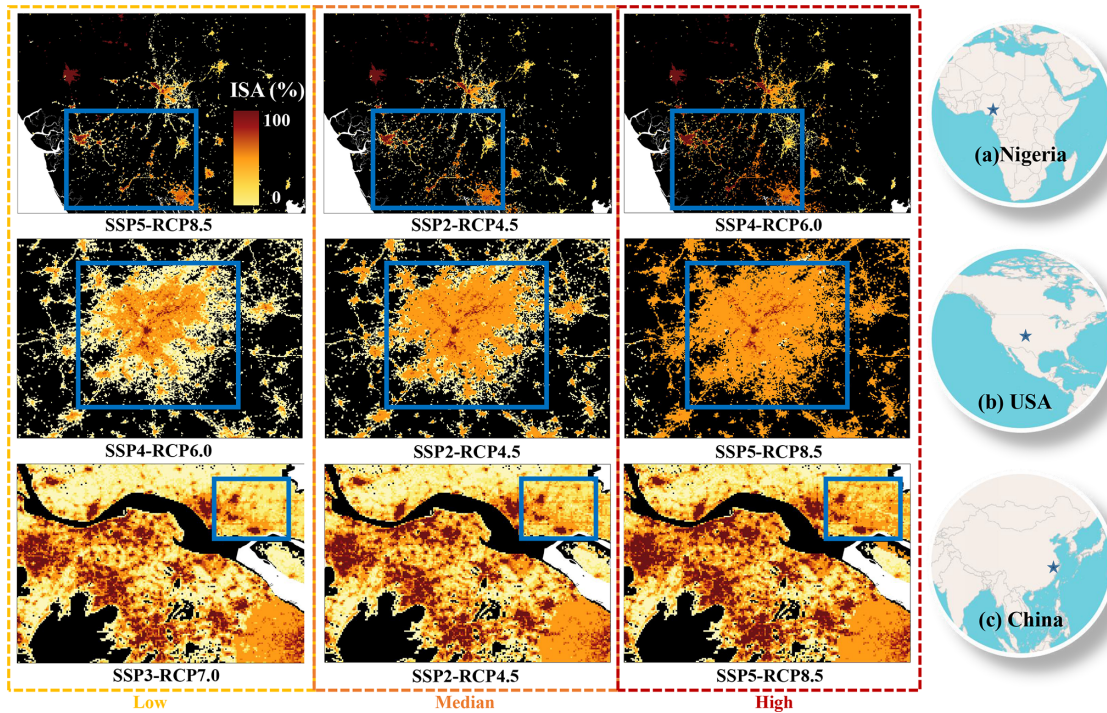 ISA (%)
100
0
SSP5-RCP8.5
SSP2-RCP4.5
SSP4-RCP6.0
(a)Nigeria
SSP4-RCP6.0
SSP2-RCP4.5
SSP5-RCP8.5
(b) USA
SSP3-RCP7.0
SSP2-RCP4.5
SSP5-RCP8.5
(c) China
Low
Median
High